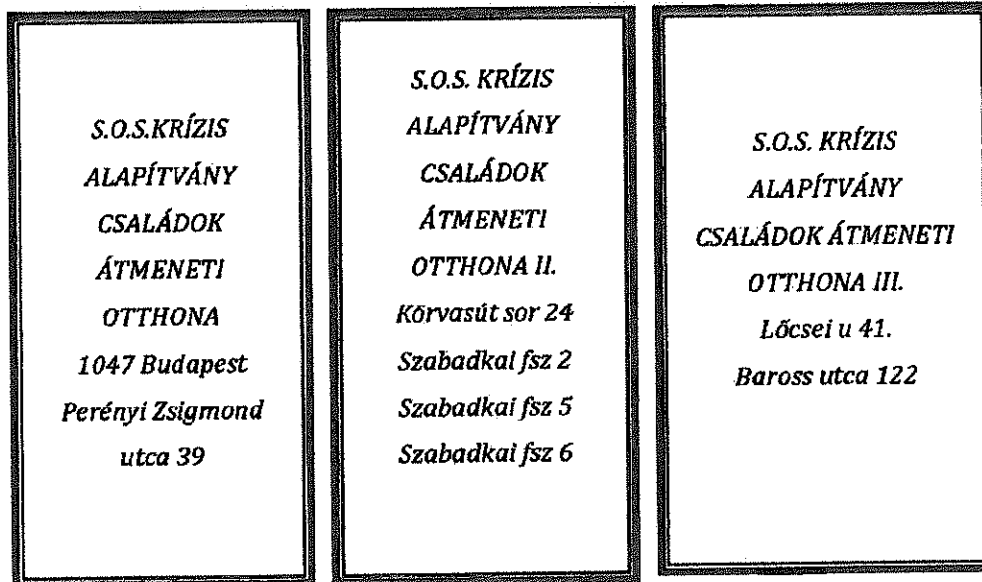 S.O.S.KRÍZIS
ALAPÍTVÁNY
CSALÁDOK
ÁTMENETI
OTTHONA
1047 Budapest
Perényi Zsigmond
utca 39
S.O.S. KRÍZIS
ALAPÍTVÁNY
CSALÁDOK
ÁTMENETI
OTTHONA II.
Körvasút sor 24
Szabadkai fsz 2
Szabadkai fsz 5
Szabadkai fsz 6
S.O.S. KRÍZIS
ALAPÍTVÁNY
CSALÁDOK ÁTMENETI
OTTHONA III.
Lőcsei u 41.
Baross utca 122